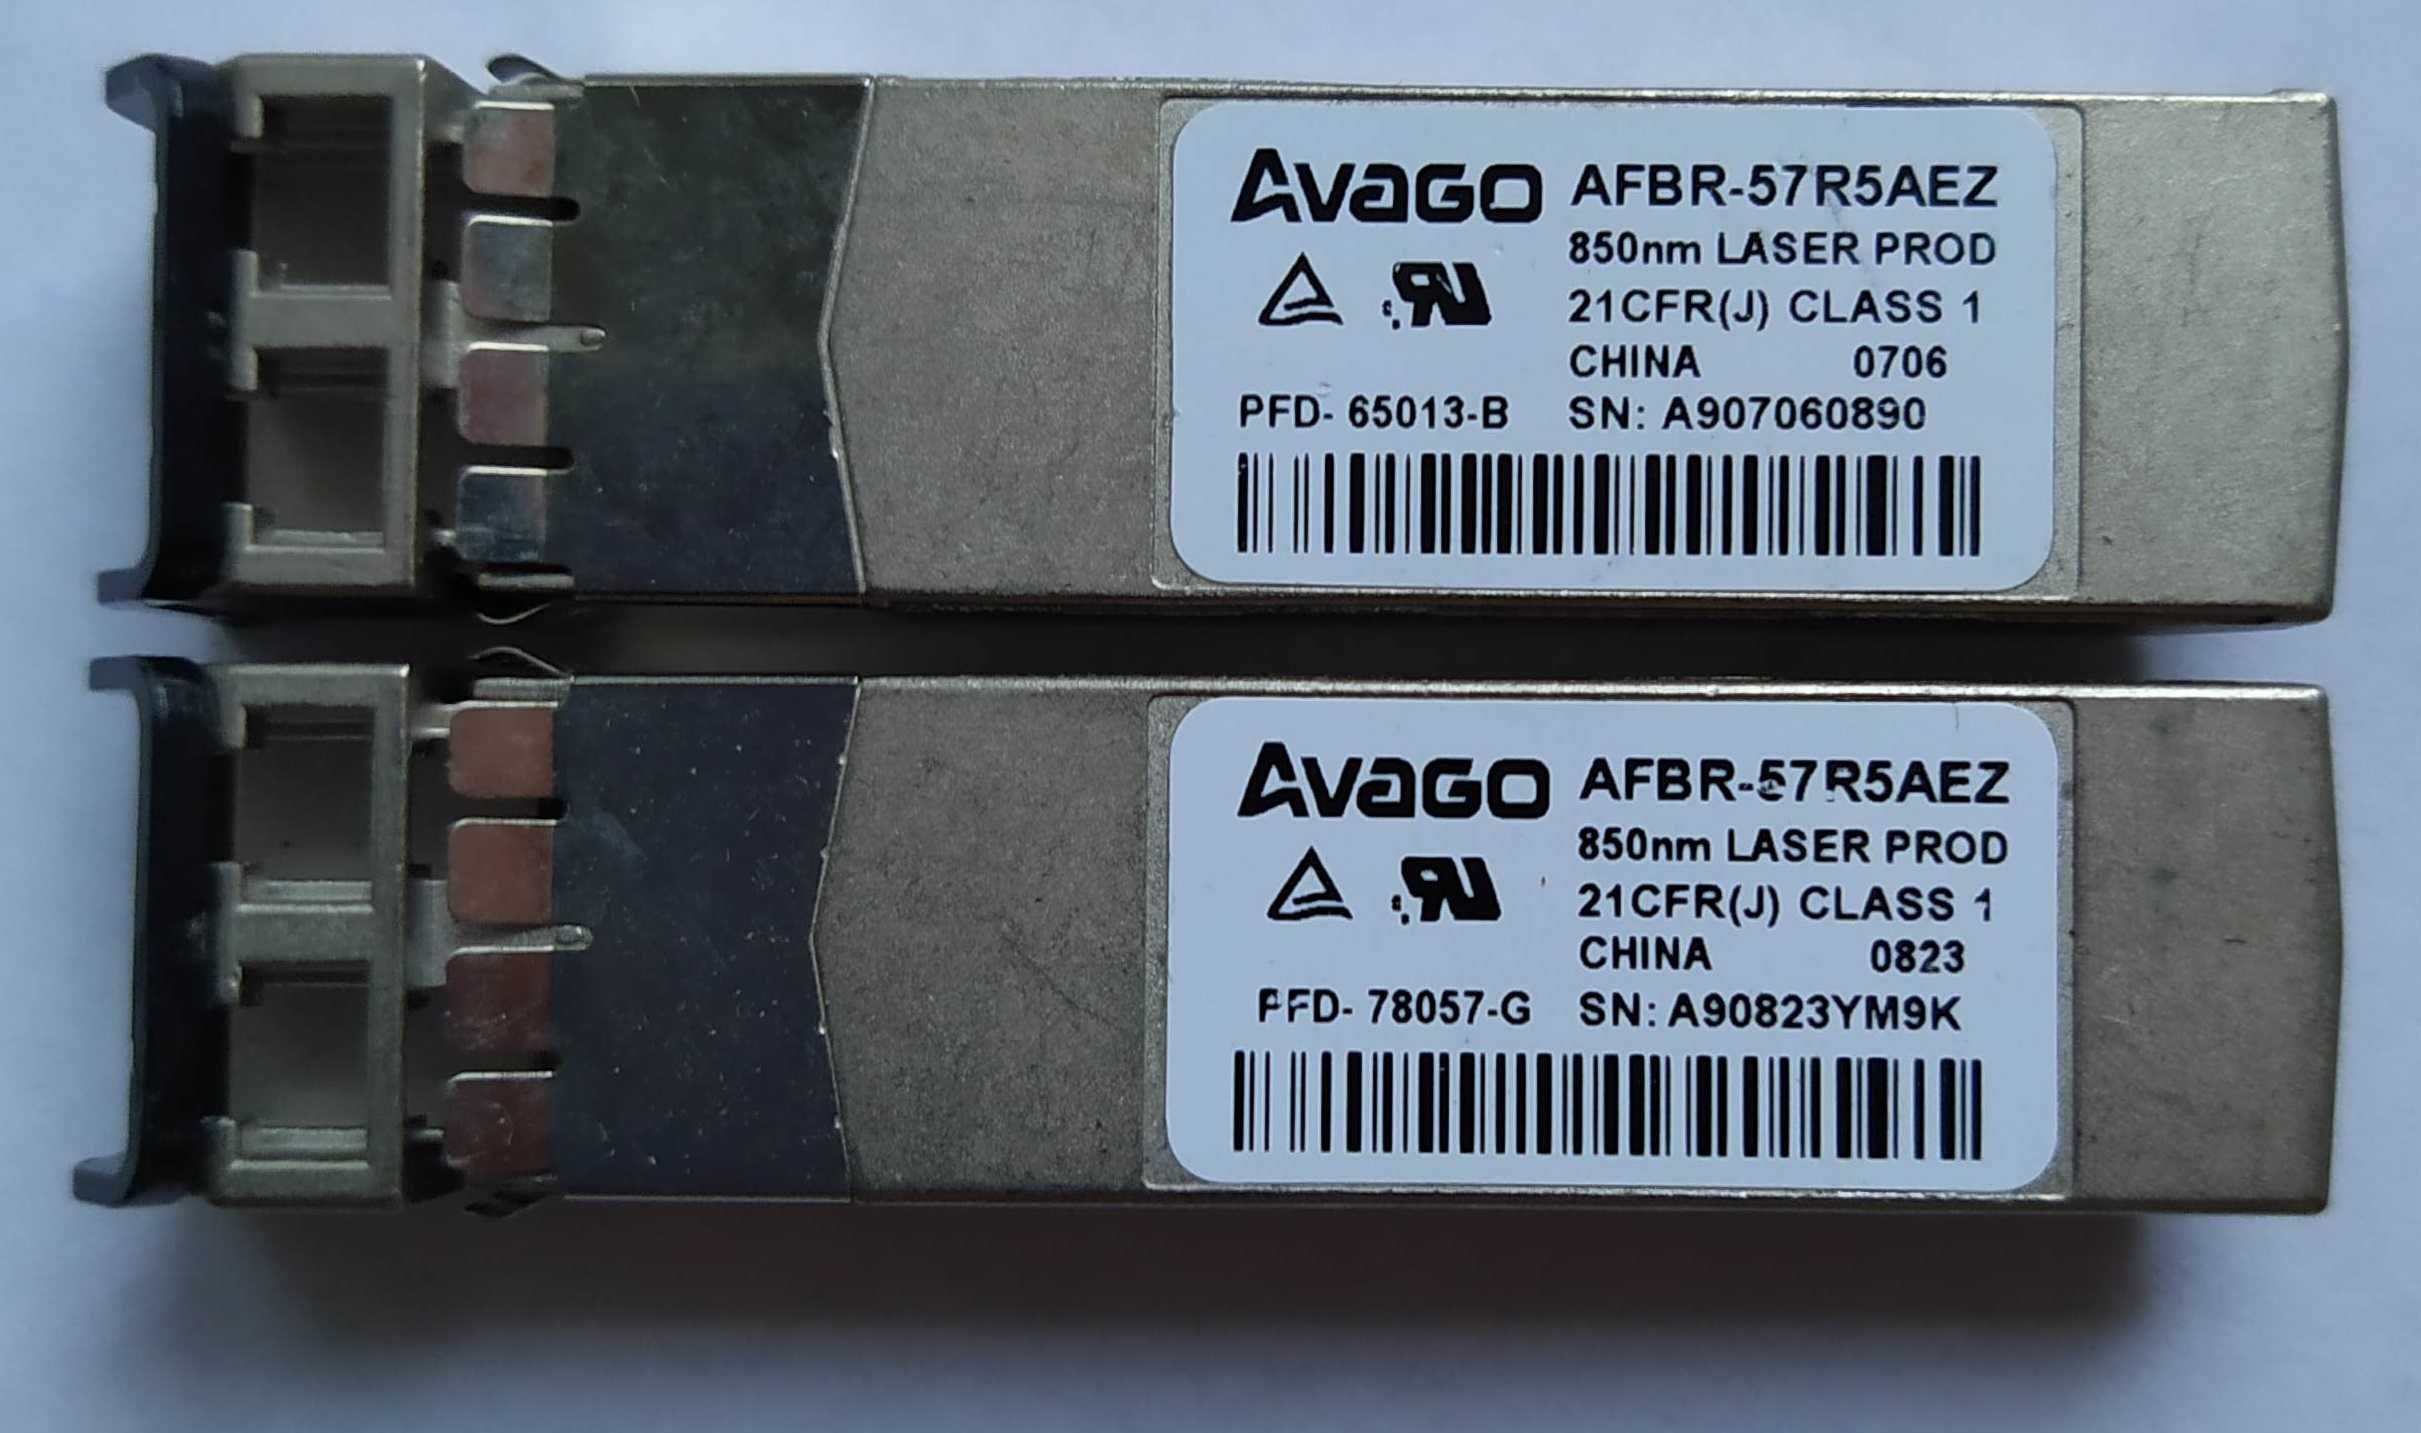 AVAGO AFBR-57R5AEZ
850nm LASER PROD
21CFR(J) CLASS 1
CHINA 0706
PFD- 65013-B SN: A907060890
AVAGO AFBR-57R5AEZ
850nm LASER PROD
21CFR(J) CLASS 1
CHINA 0823
PFD- 78057-G SN: A90823YM9K